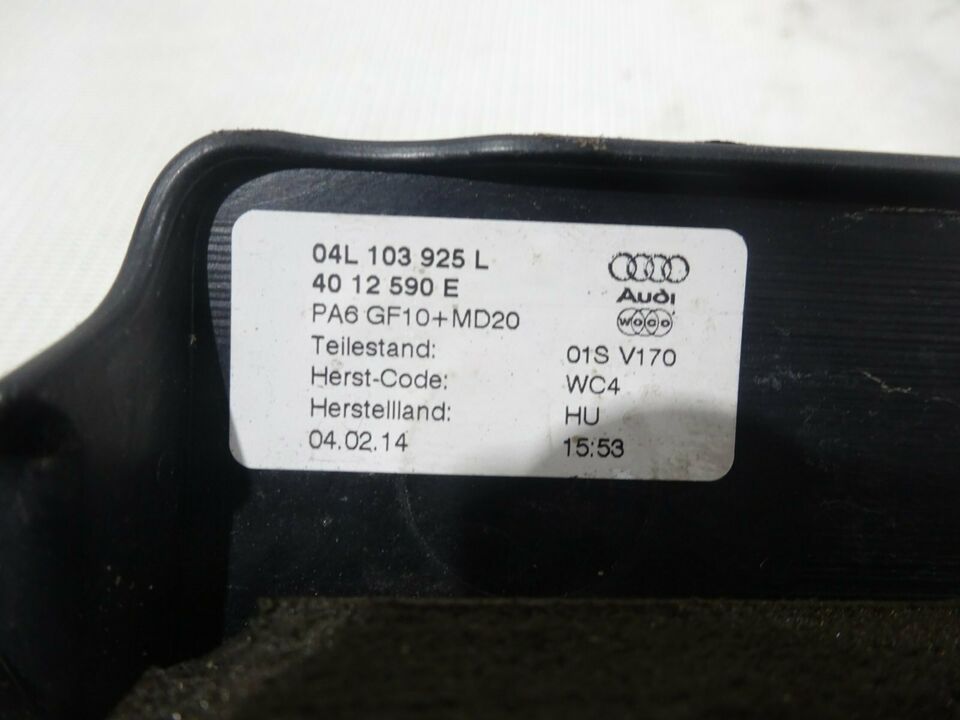 04L 103 925 L
40 12 590 E
PA6 GF10+MD20
Teilestand: 01S V170
Herst-Code: WC4
Herstellland: HU
04.02.14 15:53
Audi
woco